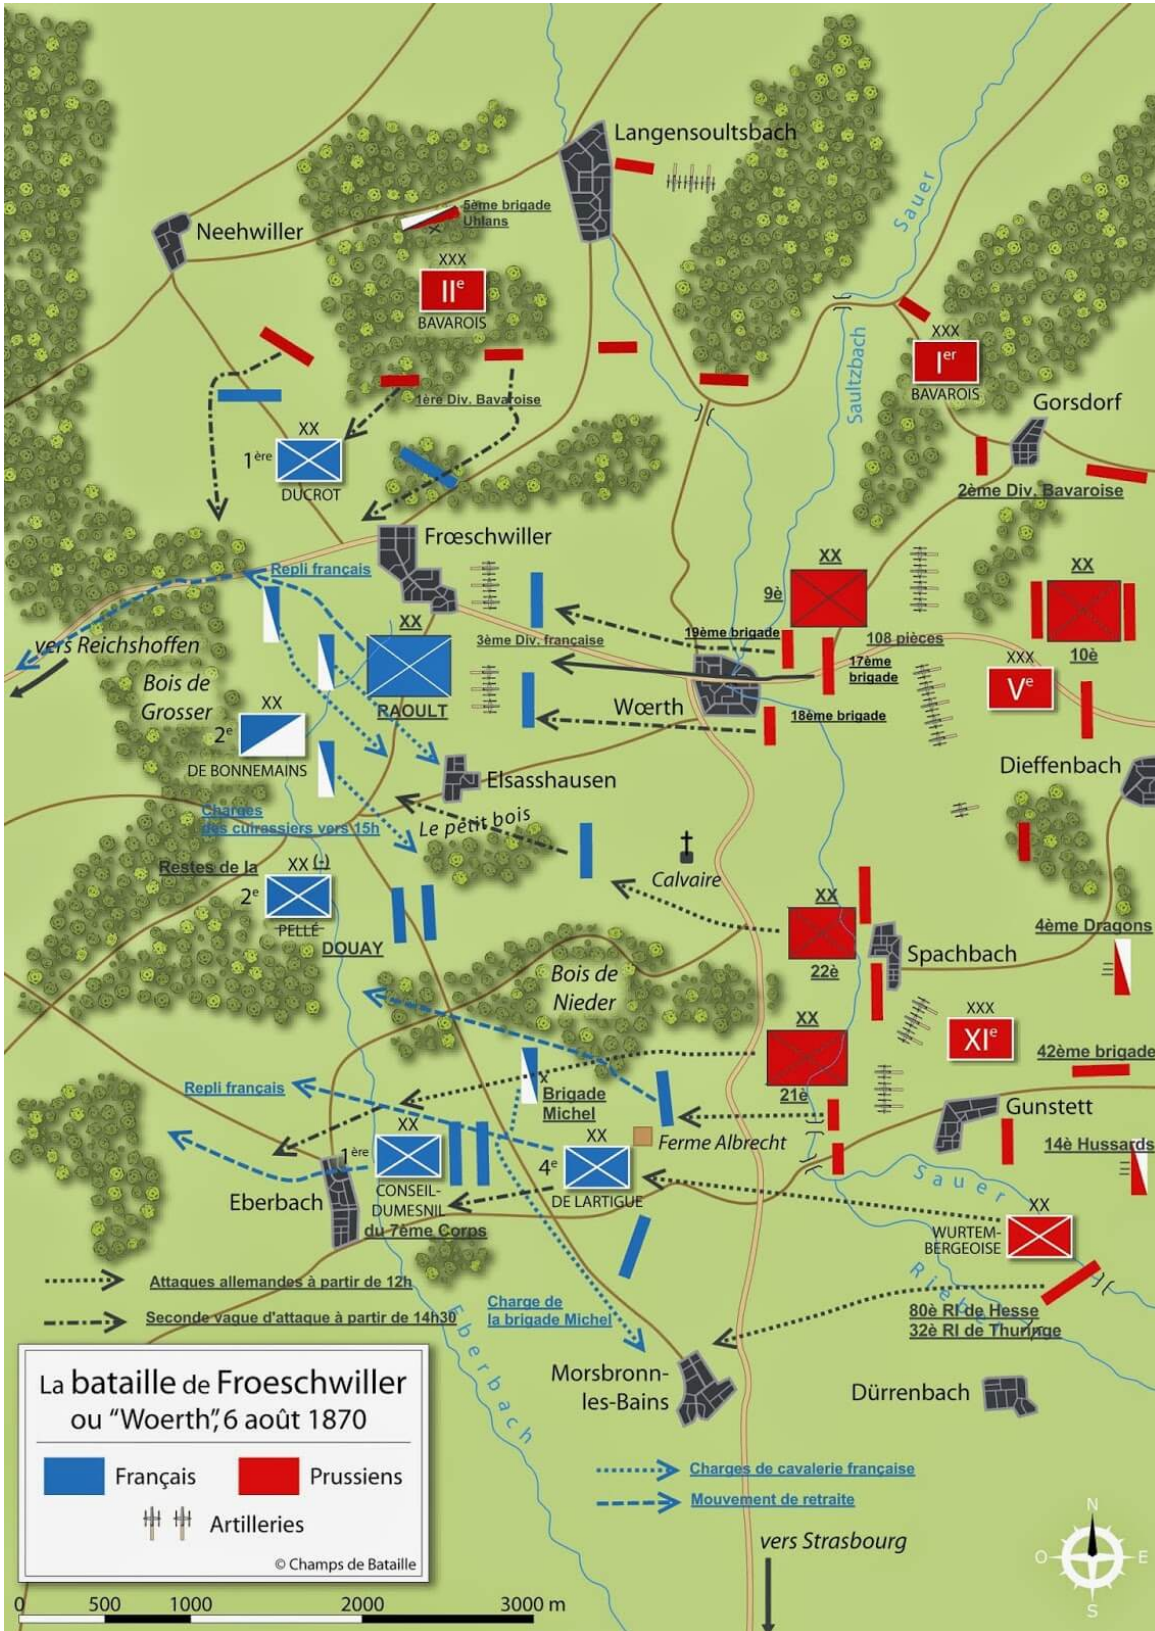 Langensoultsbach
Sauer
5ème brigade
Uhlans
Neehwiller
XXX
IIe
BAVAROIS
XXX
Ier
BAVAROIS
Saultzbach
1ère Div. Bavaroise
Gorsdorf
XX
1ère
DUCROT
2ème Div. Bavaroise
Frœschwiller
XX
9è
XX
10è
Repli français
3ème Div. française
19ème brigade
108 pièces
vers Reichshoffen
XX
RAOULT
17ème
brigade
XXX
Ve
Bois de
Grosser
Wœrth
18ème brigade
XX
2e
DE BONNEMAINS
Elsasshausen
Dieffenbach
Charges
des cuirassiers vers 15h
Le petit bois
Calvaire
Restes de la
XX (-)
2e
PELLÉ
DOUAY
XX
22è
4ème Dragons
Spachbach
Bois de
Nieder
XXX
XIe
XX
21è
42ème brigade
Repli français
x
Brigade
Michel
Gunstett
XX
1ère
CONSEIL-
DUMESNIL
du 7ème Corps
XX
4e
DE LARTIGUE
Ferme Albrecht
14è Hussards
Eberbach
Sauer
XX
WURTEM-
BERGEOISE
Attaques allemandes à partir de 12h
Seconde vague d'attaque à partir de 14h30
Charge de
la brigade Michel
80è RI de Hesse
32è RI de Thuringe
Eberbach
Morsbronn-
les-Bains
Dürrenbach
La bataille de Froeschwiller
ou "Woerth", 6 août 1870
Français
Prussiens
Artilleries
© Champs de Bataille
Charges de cavalerie française
Mouvement de retraite
vers Strasbourg
N
O
E
S
0
500
1000
2000
3000 m